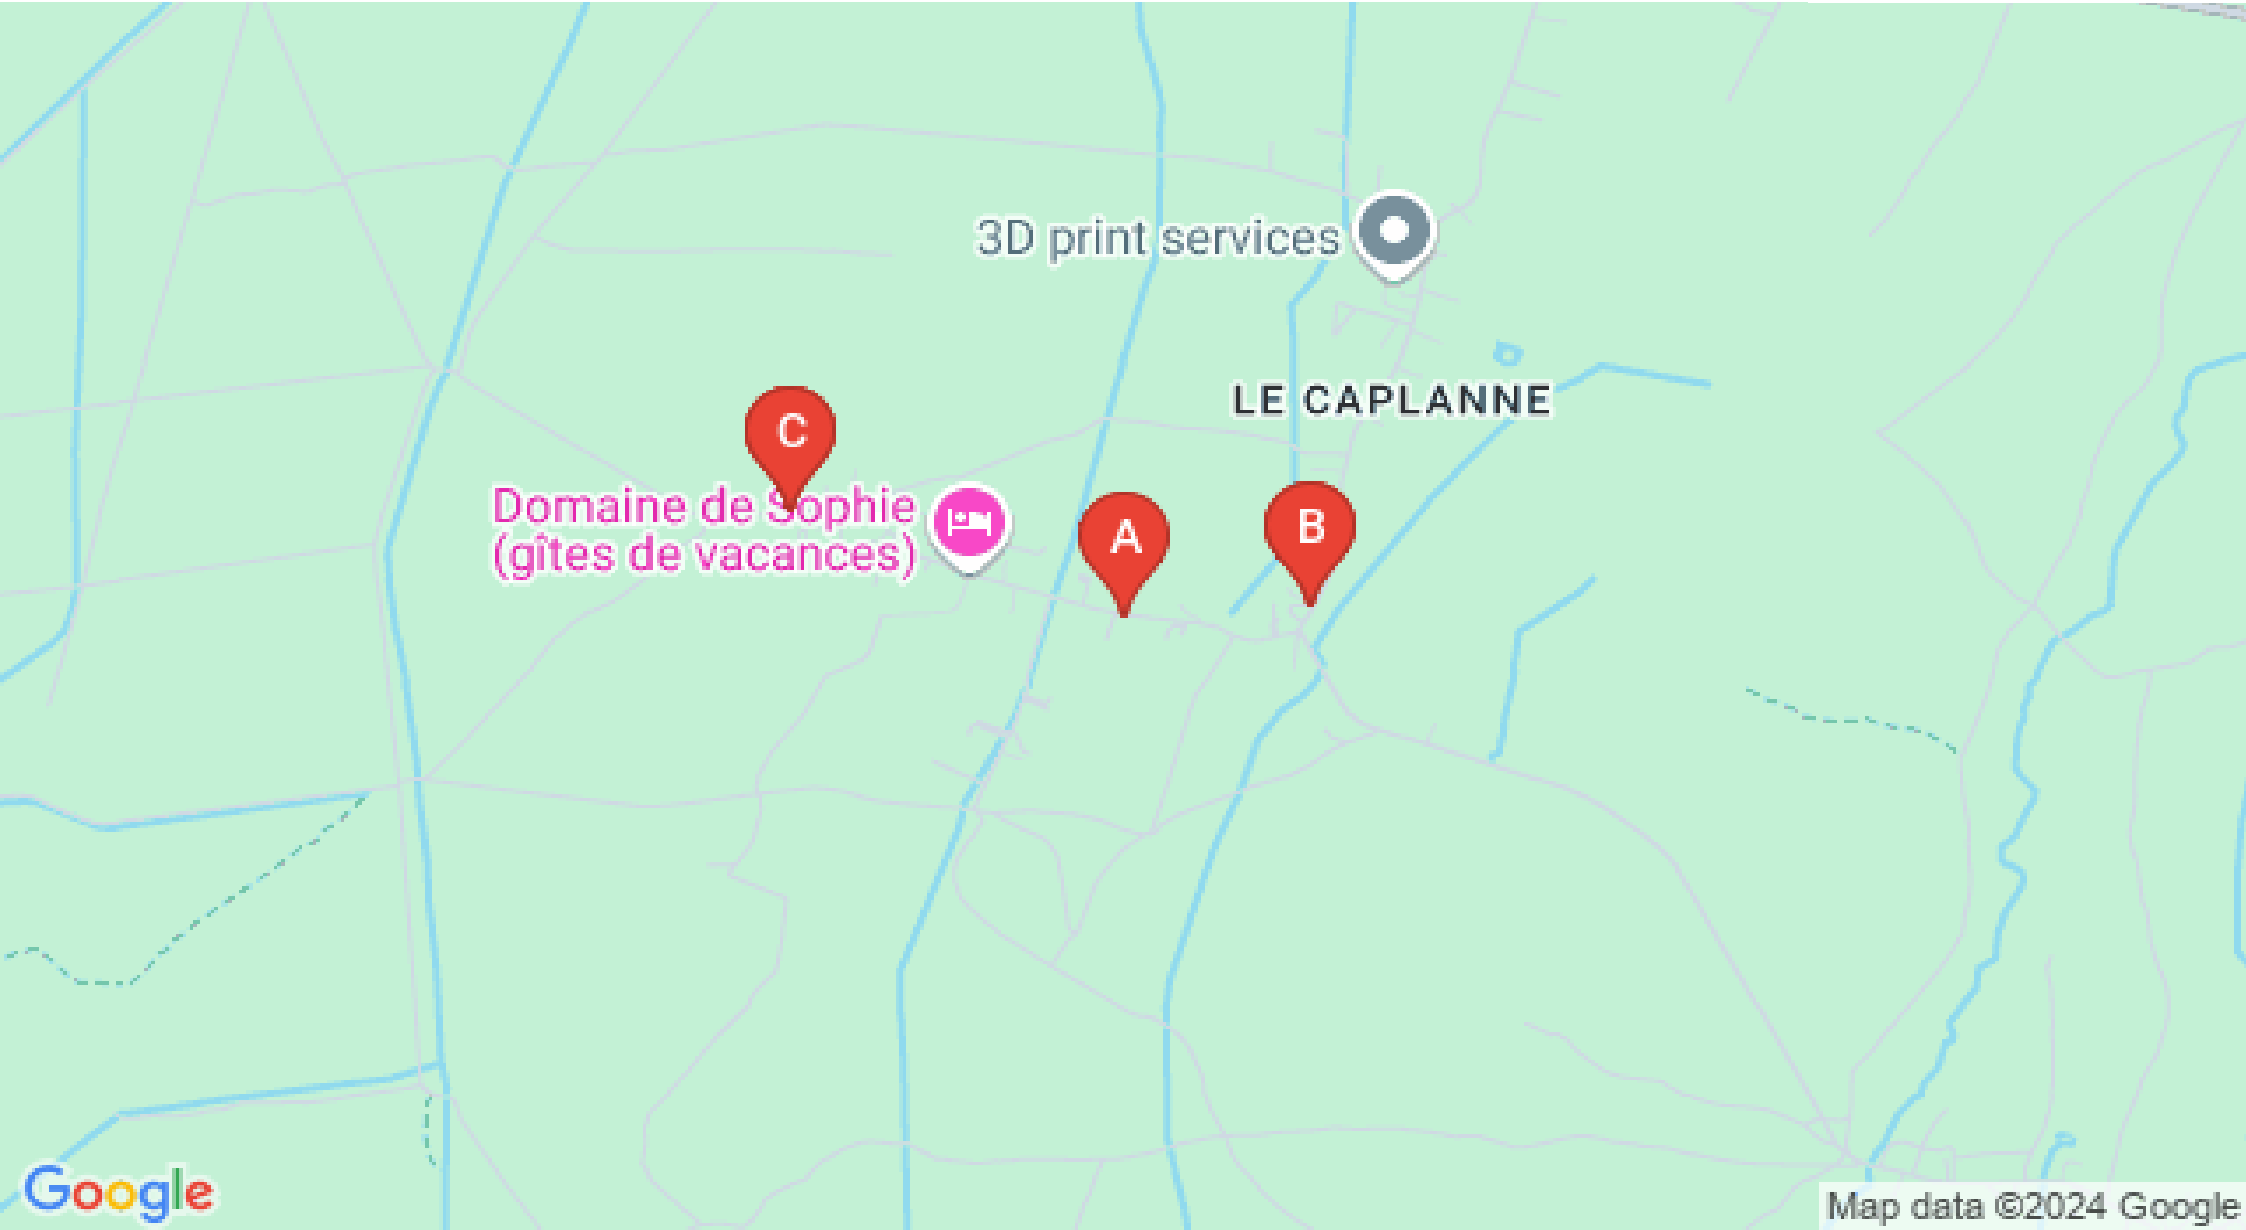 3D print services
LE CAPLANNE
C
Domaine de Sophie
(gîtes de vacances)
A
B
Google
Map data ©2024 Google